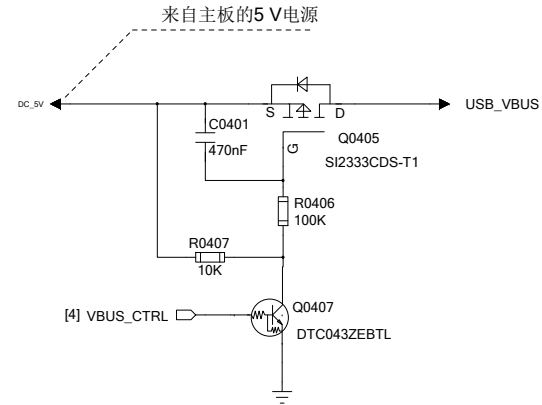 来自主板的5 V电源
DC_5V
S
D
USB_VBUS
C0401
470nF
G
Q0405
SI2333CDS-T1
R0406
100K
R0407
10K
[4] VBUS_CTRL
Q0407
DTC043ZEBTL